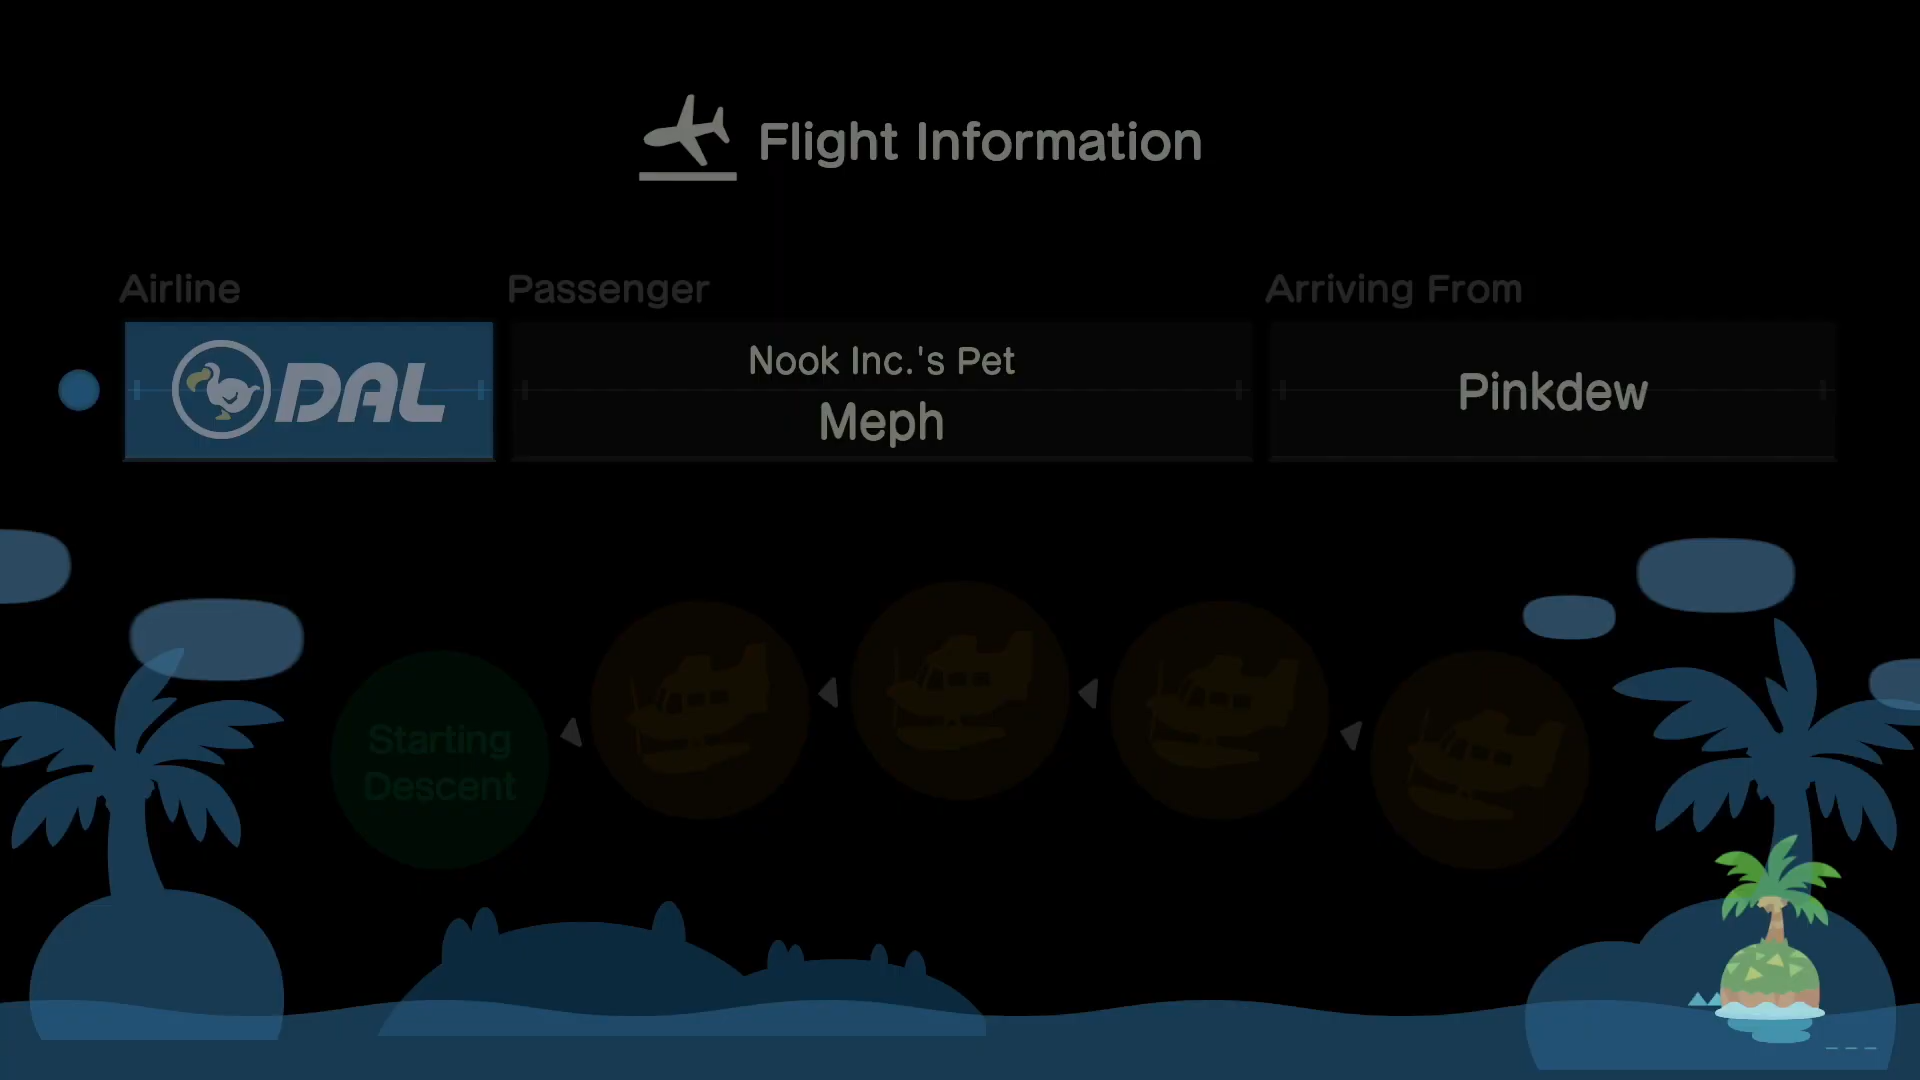 Flight Information
Airline
Passenger
Arriving From
DAL
Nook Inc.'s Pet
Meph
Pinkdew
Starting
Descent